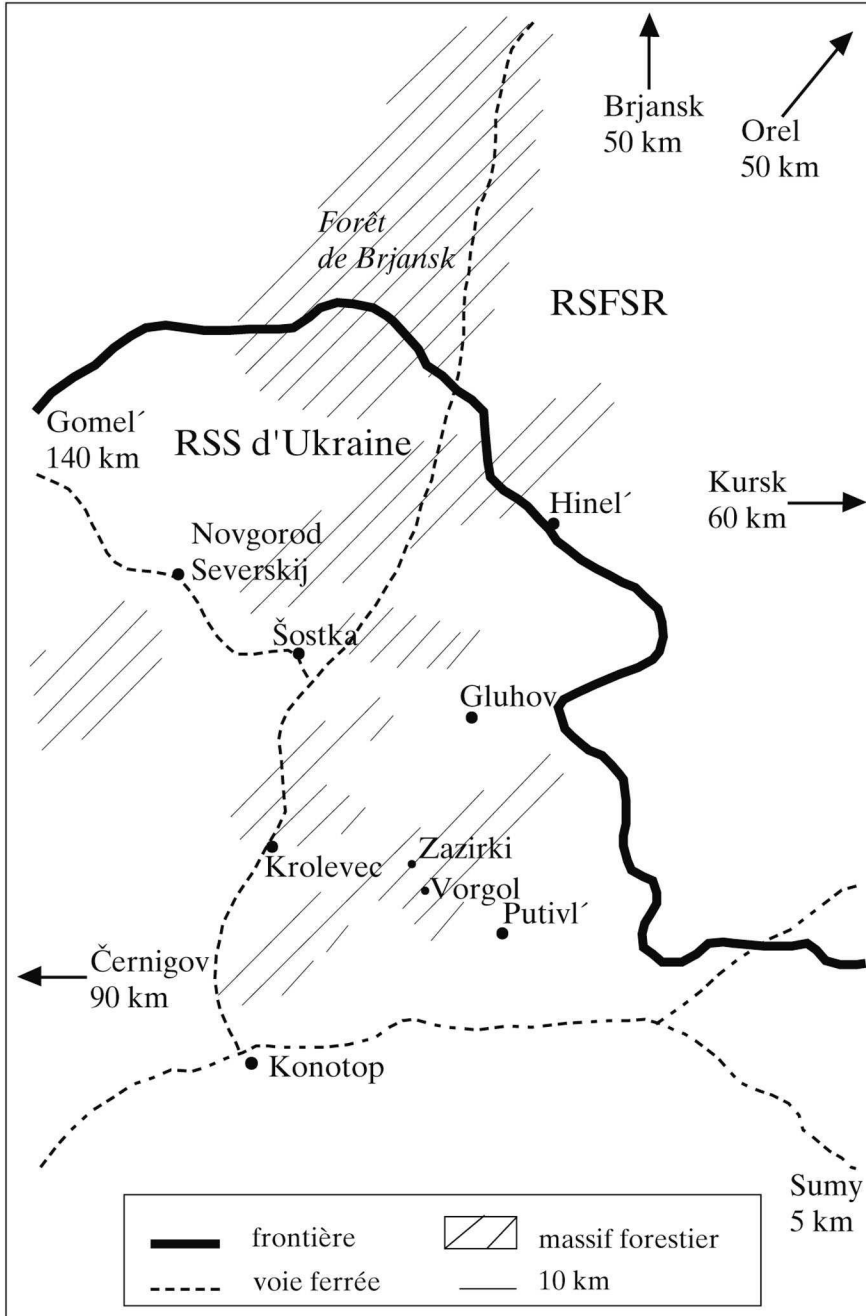 Brjansk
50 km
Orel
50 km
Forêt
de Brjansk
RSFSR
Gomel´
140 km
RSS d'Ukraine
Kursk
60 km
Hinel´
Novgorod
Severskij
Šostka
Gluhov
Zazirki
Krolevec
Vorgol
Putivl´
Černigov
90 km
Konotop
Sumy
5 km
frontière
massif forestier
voie ferrée
10 km